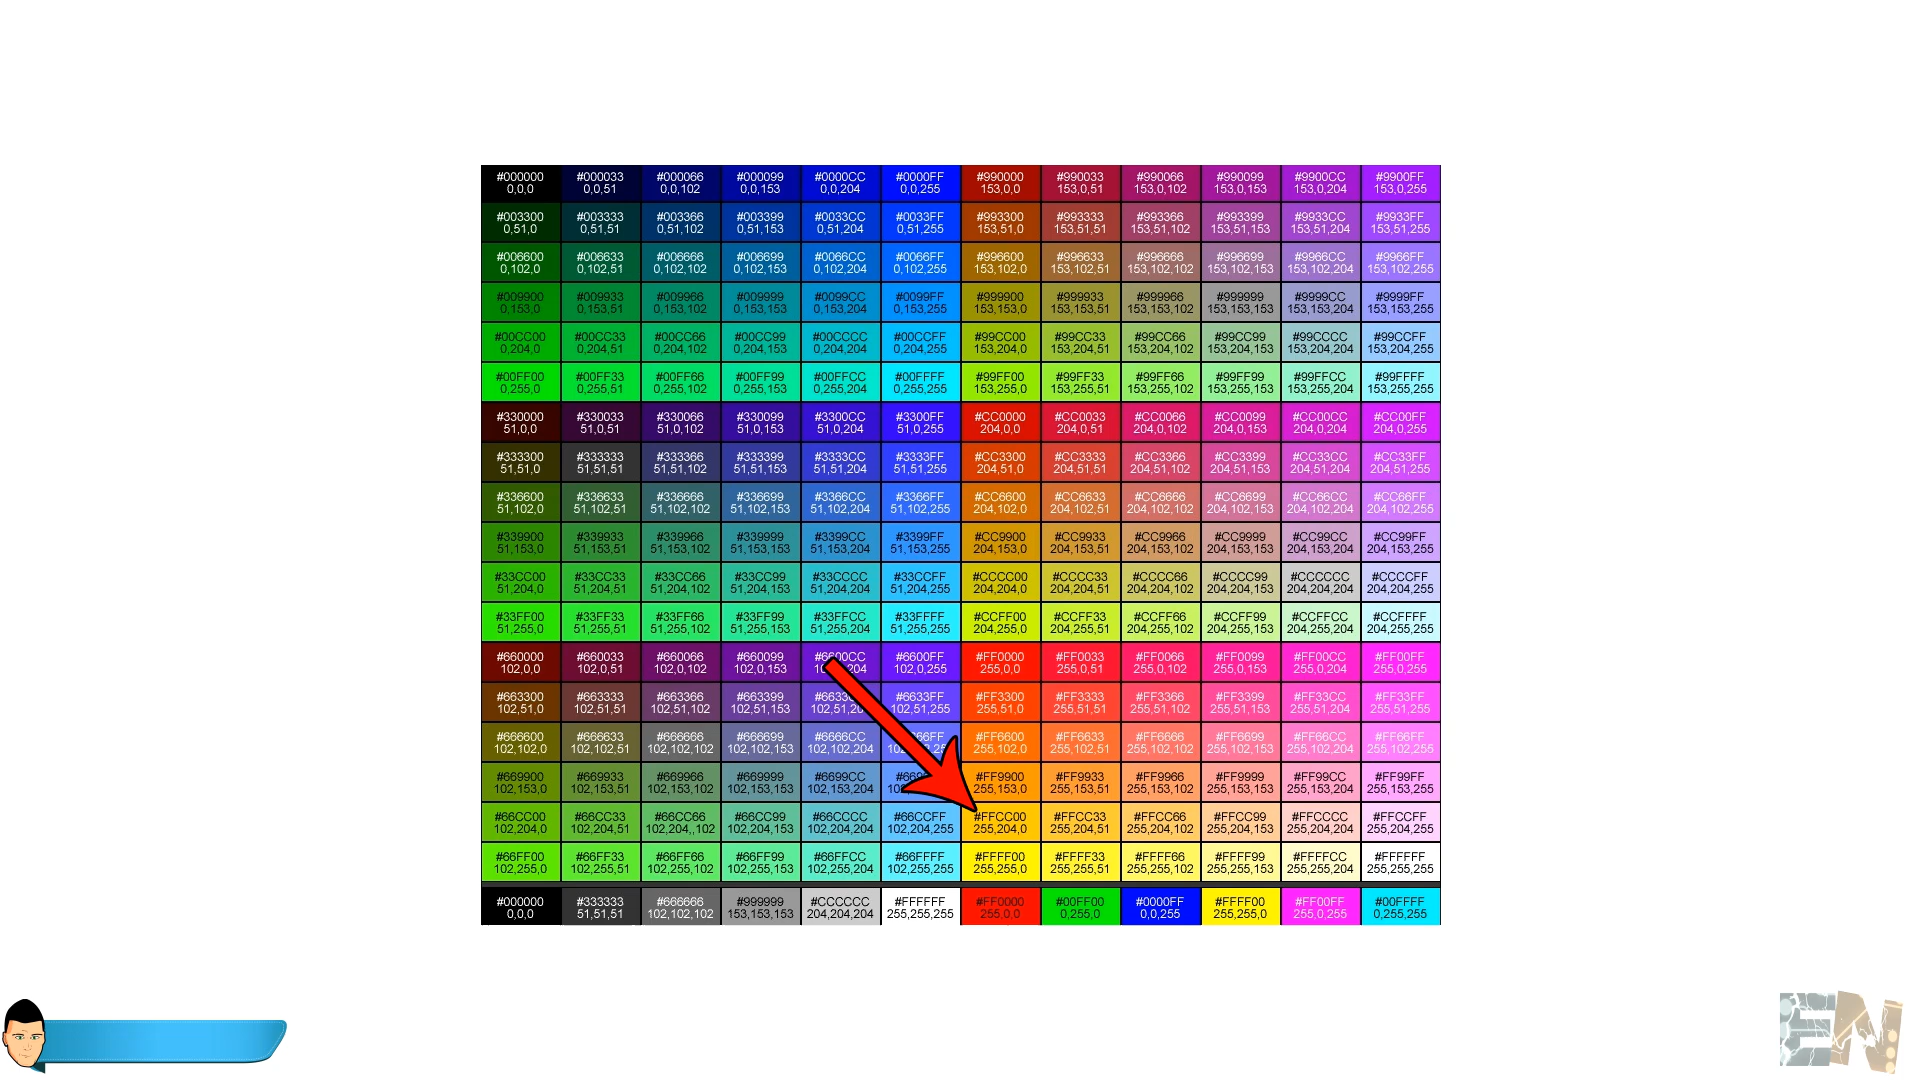 #000000 #000033 #000066 #000099 #0000CC #0000FF #990000 #990033 #990066 #990099 #9900CC #9900FF
0,0,0 0,0,51 0,0,102 0,0,153 0,0,204 0,0,255 153,0,0 153,0,51 153,0,102 153,0,153 153,0,204 153,0,255
#003300 #003333 #003366 #003399 #0033CC #0033FF #993300 #993333 #993366 #993399 #9933CC #9933FF
0,51,0 0,51,51 0,51,102 0,51,153 0,51,204 0,51,255 153,51,0 153,51,51 153,51,102 153,51,153 153,51,204 153,51,255
#006600 #006633 #006666 #006699 #0066CC #0066FF #996600 #996633 #996666 #996699 #9966CC #9966FF
0,102,0 0,102,51 0,102,102 0,102,153 0,102,204 0,102,255 153,102,0 153,102,51 153,102,102 153,102,153 153,102,204 153,102,255
#009900 #009933 #009966 #009999 #0099CC #0099FF #999900 #999933 #999966 #999999 #9999CC #9999FF
0,153,0 0,153,51 0,153,102 0,153,153 0,153,204 0,153,255 153,153,0 153,153,51 153,153,102 153,153,153 153,153,204 153,153,255
#00CC00 #00CC33 #00CC66 #00CC99 #00CCCC #00CCFF #99CC00 #99CC33 #99CC66 #99CC99 #99CCCC #99CCFF
0,204,0 0,204,51 0,204,102 0,204,153 0,204,204 0,204,255 153,204,0 153,204,51 153,204,102 153,204,153 153,204,204 153,204,255
#00FF00 #00FF33 #00FF66 #00FF99 #00FFCC #00FFFF #99FF00 #99FF33 #99FF66 #99FF99 #99FFCC #99FFFF
0,255,0 0,255,51 0,255,102 0,255,153 0,255,204 0,255,255 153,255,0 153,255,51 153,255,102 153,255,153 153,255,204 153,255,255
#330000 #330033 #330066 #330099 #3300CC #3300FF #CC0000 #CC0033 #CC0066 #CC0099 #CC00CC #CC00FF
51,0,0 51,0,51 51,0,102 51,0,153 51,0,204 51,0,255 204,0,0 204,0,51 204,0,102 204,0,153 204,0,204 204,0,255
#333300 #333333 #333366 #333399 #3333CC #3333FF #CC3300 #CC3333 #CC3366 #CC3399 #CC33CC #CC33FF
51,51,0 51,51,51 51,51,102 51,51,153 51,51,204 51,51,255 204,51,0 204,51,51 204,51,102 204,51,153 204,51,204 204,51,255
#336600 #336633 #336666 #336699 #3366CC #3366FF #CC6600 #CC6633 #CC6666 #CC6699 #CC66CC #CC66FF
51,102,0 51,102,51 51,102,102 51,102,153 51,102,204 51,102,255 204,102,0 204,102,51 204,102,102 204,102,153 204,102,204 204,102,255
#339900 #339933 #339966 #339999 #3399CC #3399FF #CC9900 #CC9933 #CC9966 #CC9999 #CC99CC #CC99FF
51,153,0 51,153,51 51,153,102 51,153,153 51,153,204 51,153,255 204,153,0 204,153,51 204,153,102 204,153,153 204,153,204 204,153,255
#33CC00 #33CC33 #33CC66 #33CC99 #33CCCC #33CCFF #CCCC00 #CCCC33 #CCCC66 #CCCC99 #CCCCCC #CCCCFF
51,204,0 51,204,51 51,204,102 51,204,153 51,204,204 51,204,255 204,204,0 204,204,51 204,204,102 204,204,153 204,204,204 204,204,255
#33FF00 #33FF33 #33FF66 #33FF99 #33FFCC #33FFFF #CCFF00 #CCFF33 #CCFF66 #CCFF99 #CCFFCC #CCFFFF
51,255,0 51,255,51 51,255,102 51,255,153 51,255,204 51,255,255 204,255,0 204,255,51 204,255,102 204,255,153 204,255,204 204,255,255
#660000 #660033 #660066 #660099 #6600CC #6600FF #FF0000 #FF0033 #FF0066 #FF0099 #FF00CC #FF00FF
102,0,0 102,0,51 102,0,102 102,0,153 102,0,255 255,0,0 255,0,51 255,0,102 255,0,153 255,0,204 255,0,255
#663300 #663333 #663366 #663399 #6633FF #FF3300 #FF3333 #FF3366 #FF3399 #FF33CC #FF33FF
102,51,0 102,51,51 102,51,102 102,51,153 102,51,255 255,51,0 255,51,51 255,51,102 255,51,153 255,51,204 255,51,255
#666600 #666633 #666666 #666699 #6666CC #FF6600 #FF6633 #FF6666 #FF6699 #FF66CC #FF66FF
102,102,0 102,102,51 102,102,102 102,102,153 102,102,204 255,102,0 255,102,51 255,102,102 255,102,153 255,102,204 255,102,255
#669900 #669933 #669966 #669999 #6699CC #FF9900 #FF9933 #FF9966 #FF9999 #FF99CC #FF99FF
102,153,0 102,153,51 102,153,102 102,153,153 102,153,204 255,153,0 255,153,51 255,153,102 255,153,153 255,153,204 255,153,255
#66CC00 #66CC33 #66CC66 #66CC99 #66CCCC #66CCFF #FFCC00 #FFCC33 #FFCC66 #FFCC99 #FFCCCC #FFCCFF
102,204,0 102,204,51 102,204,,102 102,204,153 102,204,204 102,204,255 255,204,0 255,204,51 255,204,102 255,204,153 255,204,204 255,204,255
#66FF00 #66FF33 #66FF66 #66FF99 #66FFCC #66FFFF #FFFF00 #FFFF33 #FFFF66 #FFFF99 #FFFFCC #FFFFFF
102,255,0 102,255,51 102,255,102 102,255,153 102,255,204 102,255,255 255,255,0 255,255,51 255,255,102 255,255,153 255,255,204 255,255,255
#000000 #333333 #666666 #999999 #CCCCCC #FFFFFF #FF0000 #00FF00 #0000FF #FFFF00 #FF00FF #00FFFF
0,0,0 51,51,51 102,102,102 153,153,153 204,204,204 255,255,255 255,0,0 0,255,0 0,0,255 255,255,0 255,0,255 0,255,255
EN